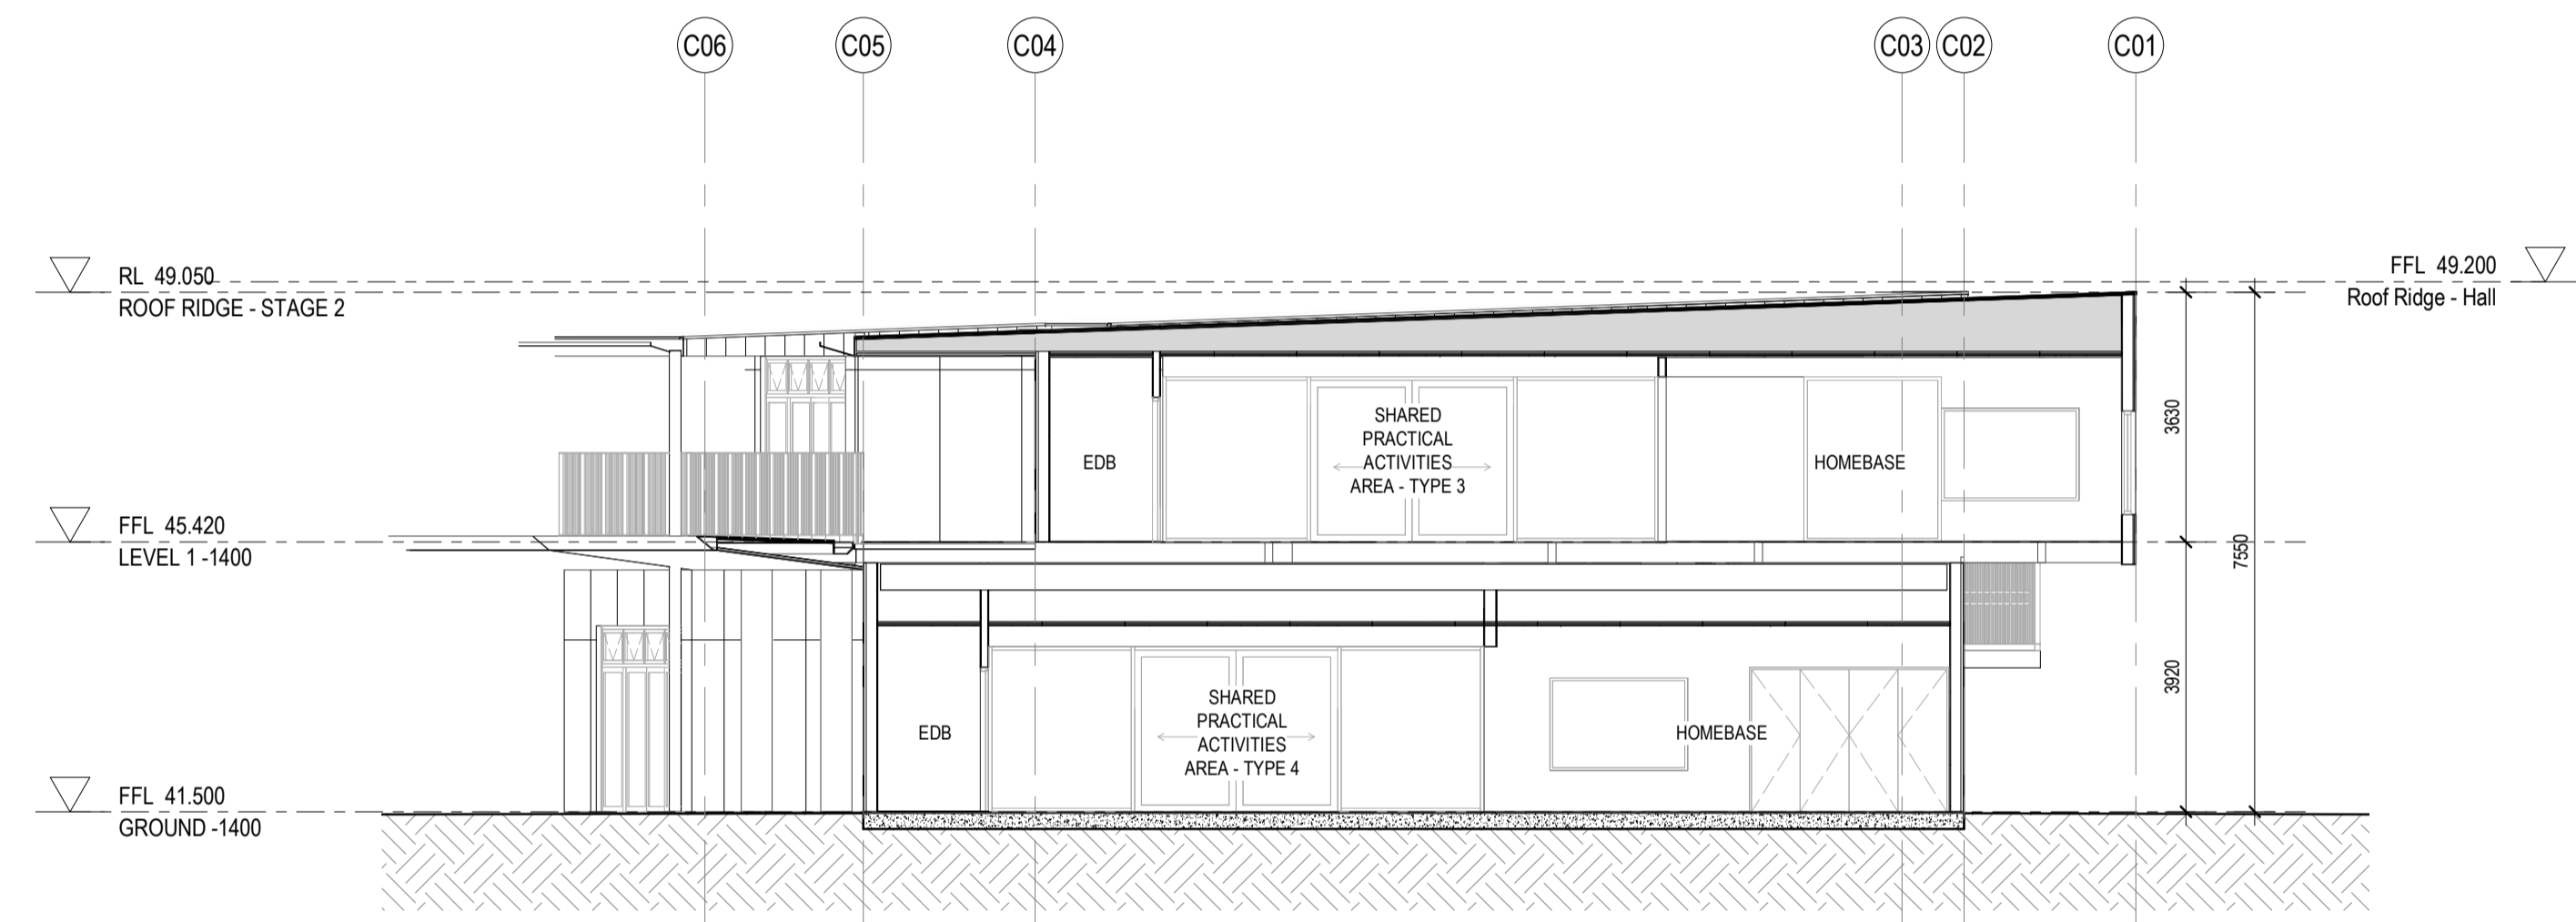 C06
C05
C04
C03
C02
C01
RL 49.050
ROOF RIDGE - STAGE 2
FFL 49.200
Roof Ridge - Hall
SHARED
PRACTICAL
ACTIVITIES
AREA - TYPE 3
EDB
HOMEBASE
3630
FFL 45.420
LEVEL 1 -1400
7550
3920
SHARED
PRACTICAL
ACTIVITIES
AREA - TYPE 4
EDB
HOMEBASE
FFL 41.500
GROUND -1400